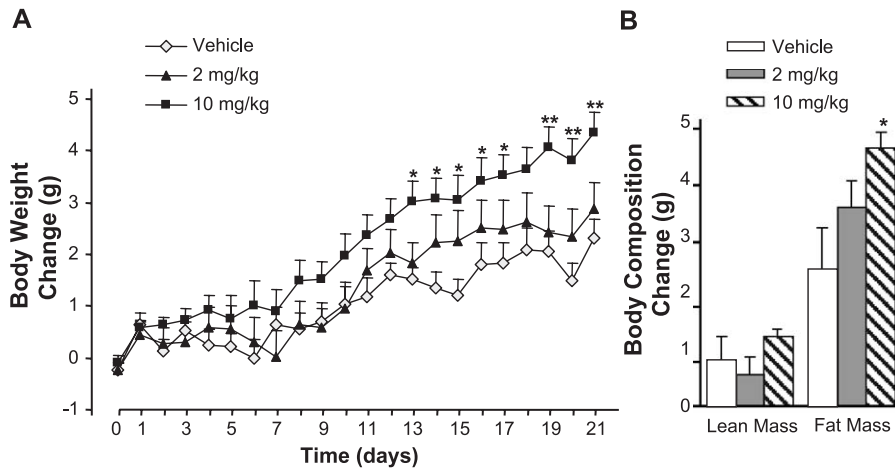 A
Vehicle
2 mg/kg
10 mg/kg
Body Weight
Change (g)
5
4
3
2
1
0
-1
* * * * * ** ** **
0 1 3 5 7 9 11 13 15 17 19 21
Time (days)
B
Vehicle
2 mg/kg
10 mg/kg
Body Composition
Change (g)
5
4
3
2
1
0
*
Lean Mass Fat Mass